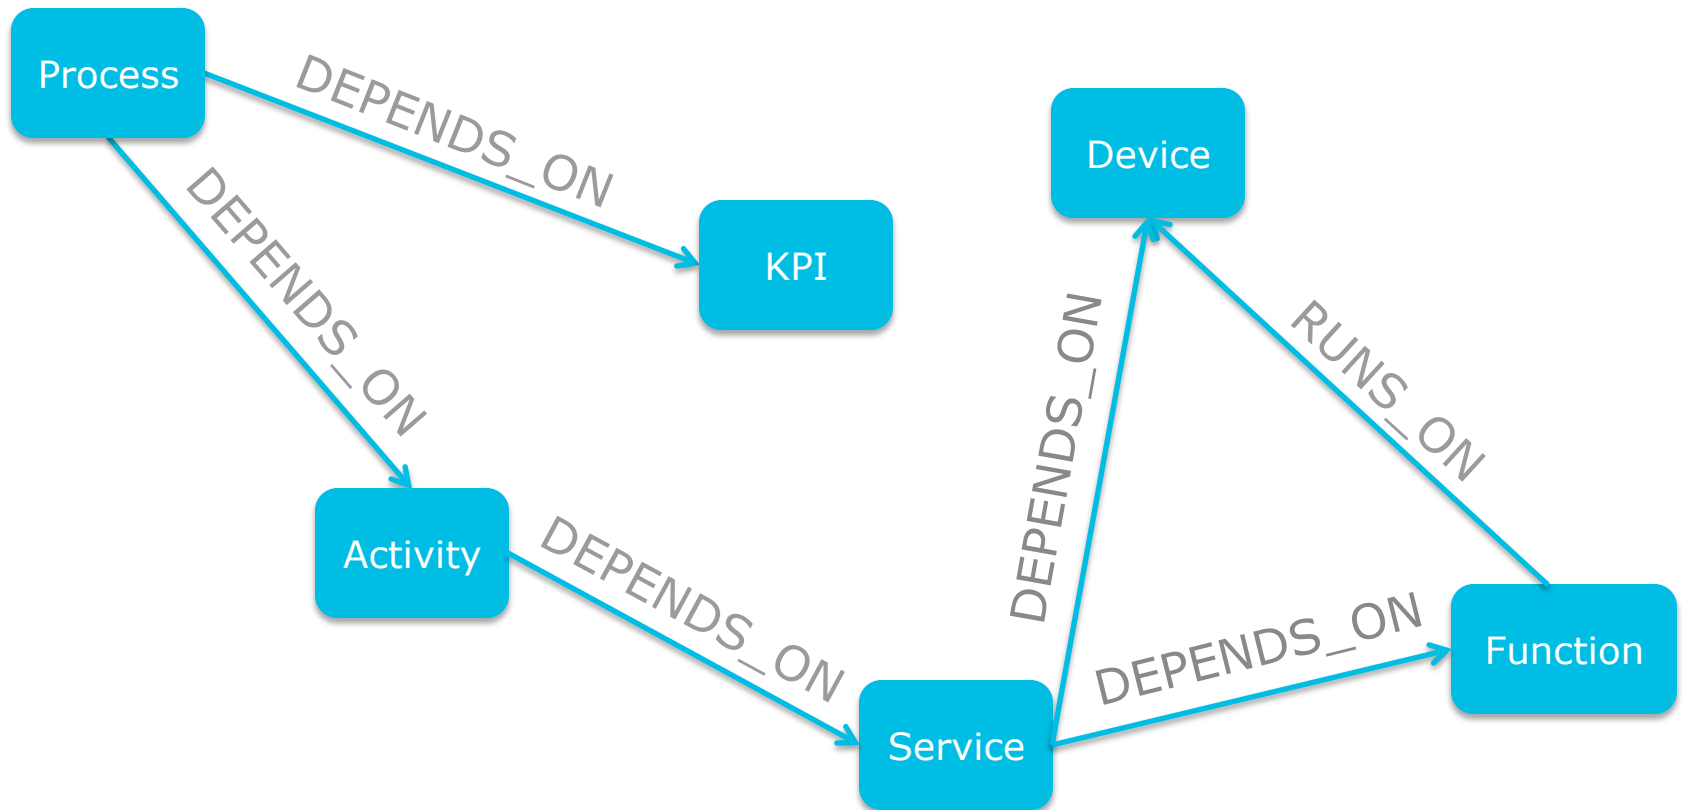 Process
DEPENDS_ON
Device
DEPENDS_ON
KPI
DEPENDS_ON
RUNS_ON
Activity
DEPENDS_ON
DEPENDS_ON
Function
Service